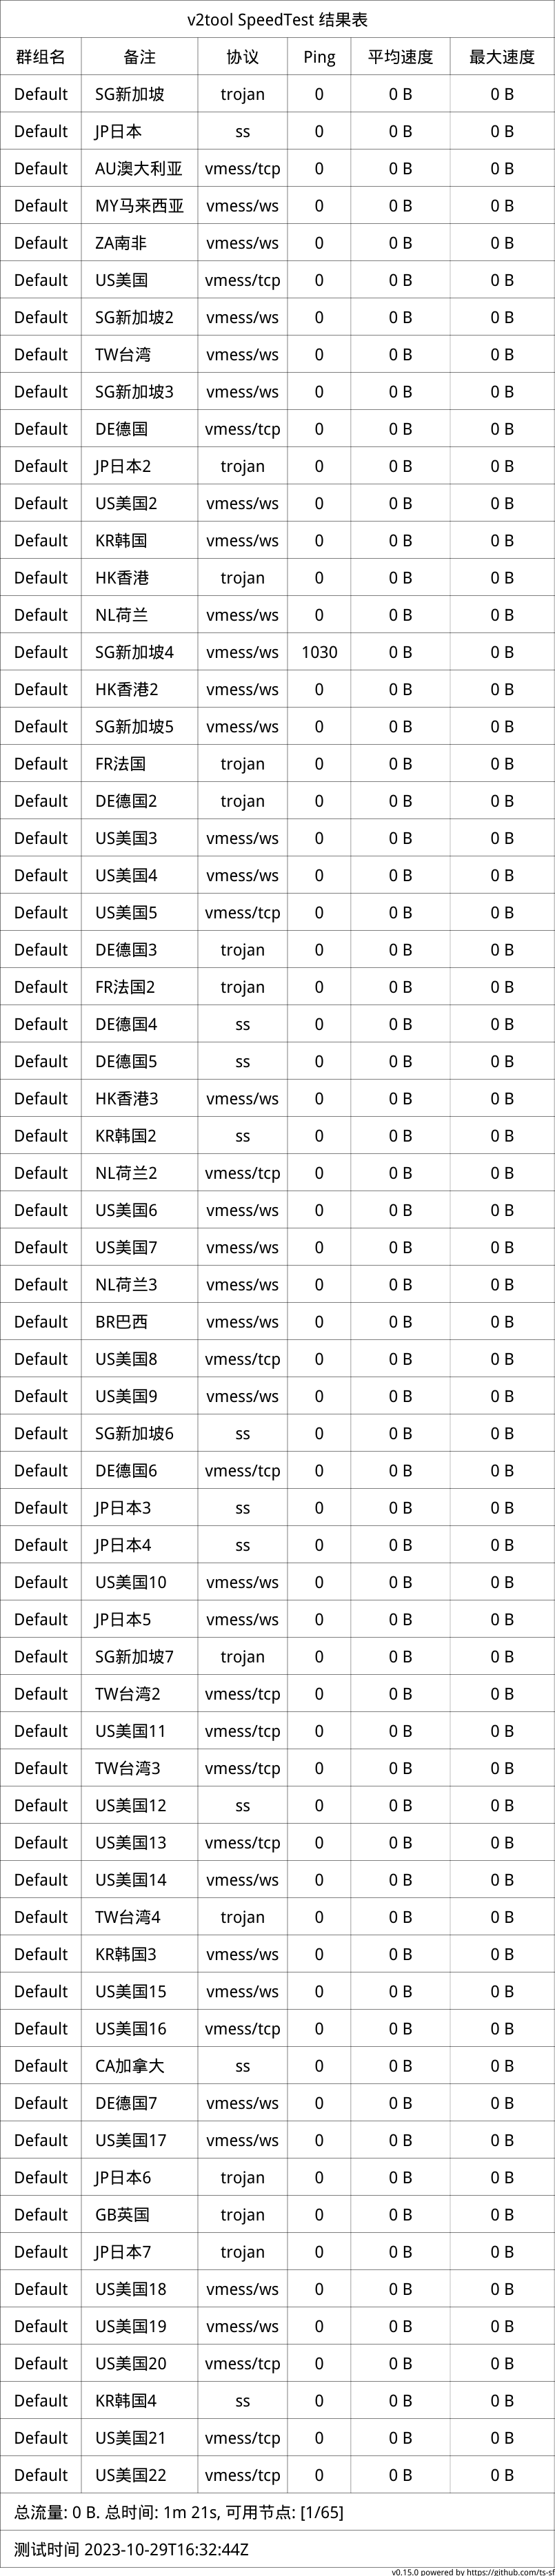 v2tool SpeedTest 结果表
群组名 备注 协议 Ping 平均速度 最大速度
Default SG新加坡 trojan 0 0 B 0 B
Default JP日本 ss 0 0 B 0 B
Default AU澳大利亚 vmess/tcp 0 0 B 0 B
Default MY马来西亚 vmess/ws 0 0 B 0 B
Default ZA南非 vmess/ws 0 0 B 0 B
Default US美国 vmess/tcp 0 0 B 0 B
Default SG新加坡2 vmess/ws 0 0 B 0 B
Default TW台湾 vmess/ws 0 0 B 0 B
Default SG新加坡3 vmess/ws 0 0 B 0 B
Default DE德国 vmess/tcp 0 0 B 0 B
Default JP日本2 trojan 0 0 B 0 B
Default US美国2 vmess/ws 0 0 B 0 B
Default KR韩国 vmess/ws 0 0 B 0 B
Default HK香港 trojan 0 0 B 0 B
Default NL荷兰 vmess/ws 0 0 B 0 B
Default SG新加坡4 vmess/ws 1030 0 B 0 B
Default HK香港2 vmess/ws 0 0 B 0 B
Default SG新加坡5 vmess/ws 0 0 B 0 B
Default FR法国 trojan 0 0 B 0 B
Default DE德国2 trojan 0 0 B 0 B
Default US美国3 vmess/ws 0 0 B 0 B
Default US美国4 vmess/ws 0 0 B 0 B
Default US美国5 vmess/tcp 0 0 B 0 B
Default DE德国3 trojan 0 0 B 0 B
Default FR法国2 trojan 0 0 B 0 B
Default DE德国4 ss 0 0 B 0 B
Default DE德国5 ss 0 0 B 0 B
Default HK香港3 vmess/ws 0 0 B 0 B
Default KR韩国2 ss 0 0 B 0 B
Default NL荷兰2 vmess/tcp 0 0 B 0 B
Default US美国6 vmess/ws 0 0 B 0 B
Default US美国7 vmess/ws 0 0 B 0 B
Default NL荷兰3 vmess/ws 0 0 B 0 B
Default BR巴西 vmess/ws 0 0 B 0 B
Default US美国8 vmess/tcp 0 0 B 0 B
Default US美国9 vmess/ws 0 0 B 0 B
Default SG新加坡6 ss 0 0 B 0 B
Default DE德国6 vmess/tcp 0 0 B 0 B
Default JP日本3 ss 0 0 B 0 B
Default JP日本4 ss 0 0 B 0 B
Default US美国10 vmess/ws 0 0 B 0 B
Default JP日本5 vmess/ws 0 0 B 0 B
Default SG新加坡7 trojan 0 0 B 0 B
Default TW台湾2 vmess/tcp 0 0 B 0 B
Default US美国11 vmess/tcp 0 0 B 0 B
Default TW台湾3 vmess/tcp 0 0 B 0 B
Default US美国12 ss 0 0 B 0 B
Default US美国13 vmess/tcp 0 0 B 0 B
Default US美国14 vmess/ws 0 0 B 0 B
Default TW台湾4 trojan 0 0 B 0 B
Default KR韩国3 vmess/ws 0 0 B 0 B
Default US美国15 vmess/ws 0 0 B 0 B
Default US美国16 vmess/tcp 0 0 B 0 B
Default CA加拿大 ss 0 0 B 0 B
Default DE德国7 vmess/ws 0 0 B 0 B
Default US美国17 vmess/ws 0 0 B 0 B
Default JP日本6 trojan 0 0 B 0 B
Default GB英国 trojan 0 0 B 0 B
Default JP日本7 trojan 0 0 B 0 B
Default US美国18 vmess/ws 0 0 B 0 B
Default US美国19 vmess/ws 0 0 B 0 B
Default US美国20 vmess/tcp 0 0 B 0 B
Default KR韩国4 ss 0 0 B 0 B
Default US美国21 vmess/tcp 0 0 B 0 B
Default US美国22 vmess/tcp 0 0 B 0 B
总流量: 0 B. 总时间: 1m 21s, 可用节点: [1/65]
测试时间 2023-10-29T16:32:44Z
v0.15.0 powered by https://github.com/ts-sf